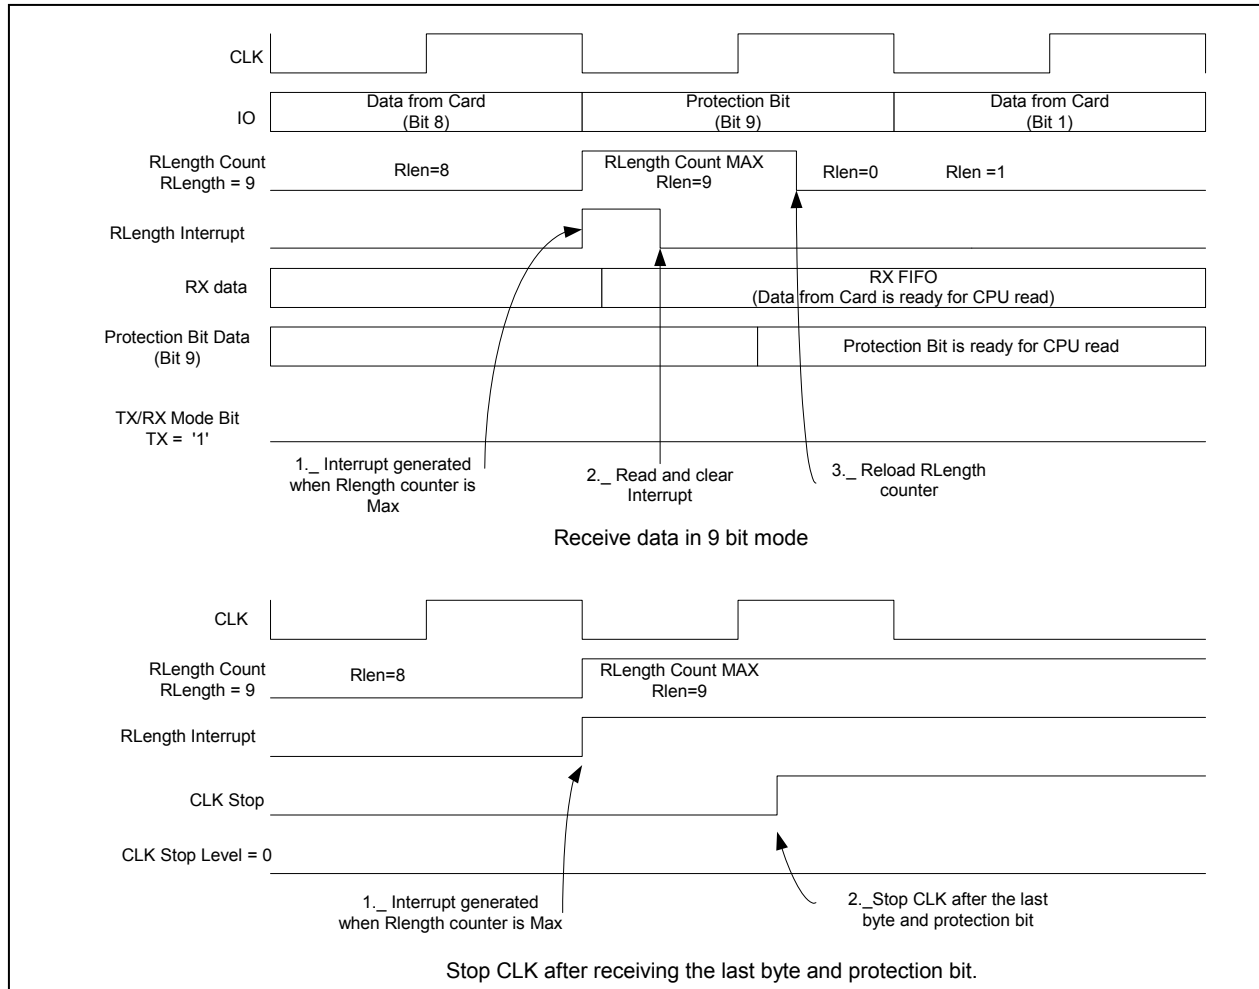 CLK
IO
Data from Card
(Bit 8)
Protection Bit
(Bit 9)
Data from Card
(Bit 1)
RLength Count
RLength = 9
Rlen=8
RLength Count MAX
Rlen=9
Rlen=0
Rlen =1
RLength Interrupt
RX data
RX FIFO
(Data from Card is ready for CPU read)
Protection Bit Data
(Bit 9)
Protection Bit is ready for CPU read
TX/RX Mode Bit
TX = '1'
1._ Interrupt generated
when Rlength counter is
Max
2._ Read and clear
Interrupt
3._ Reload RLength
counter
Receive data in 9 bit mode
CLK
RLength Count
RLength = 9
Rlen=8
RLength Count MAX
Rlen=9
RLength Interrupt
CLK Stop
CLK Stop Level = 0
1._ Interrupt generated
when Rlength counter is Max
2._Stop CLK after the last
byte and protection bit
Stop CLK after receiving the last byte and protection bit.